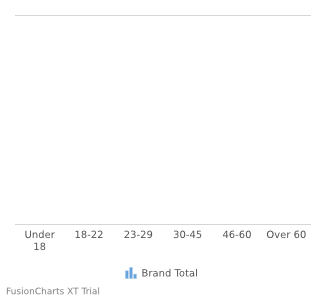 Under 18-22 23-29 30-45 46-60 Over 60
18
Brand Total
FusionCharts XT Trial